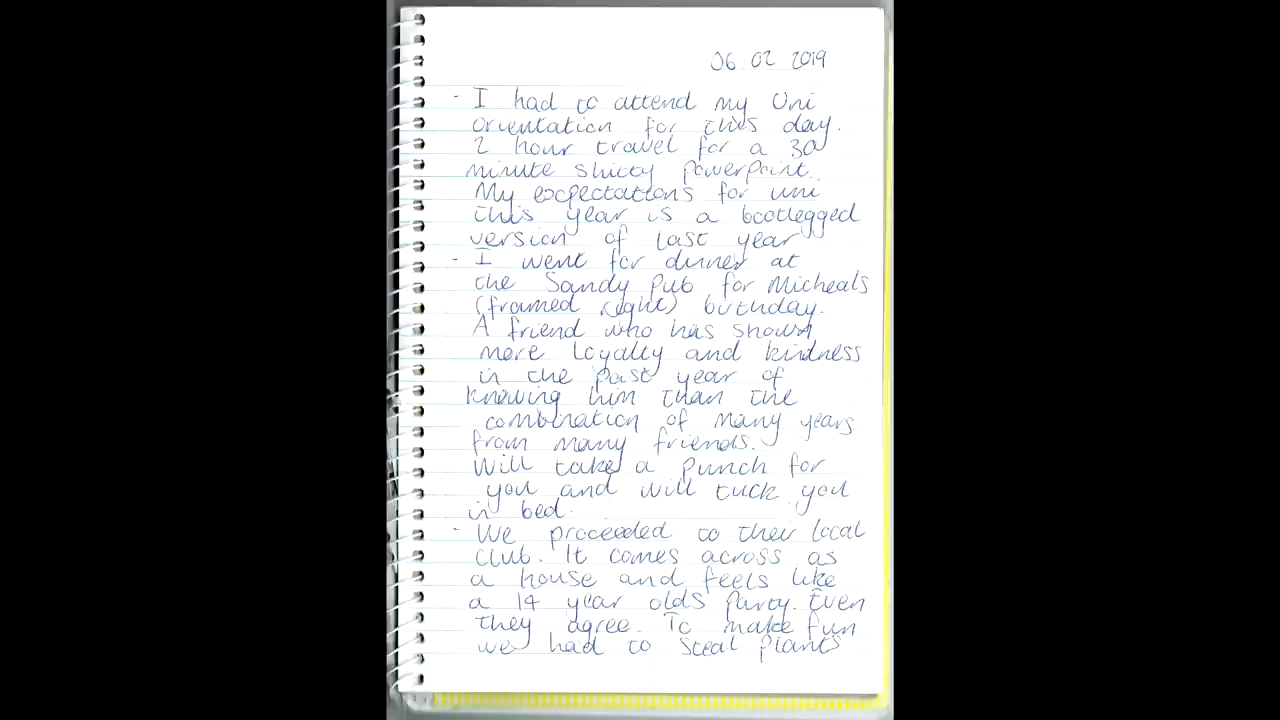 06 02 2019
- I had to attend my Uni
orientation for this day.
2 hour travel for a 30
minute shitty powerpoint.
My expectations for uni
this year is a bootlegged
version of last year
- I went for dinner at
the Sandy Pub for Micheals
(framed right) birthday.
A friend who has shown
more loyalty and kindness
in the past year of
knowing him than the
combination of many years
from many friends.
Will take a punch for
you and will tuck you
in bed.
- We proceeded to their local
club. It comes across as
a house and feels like
a 14 year olds party. Even
they agree. To make fun
we had to steal plants